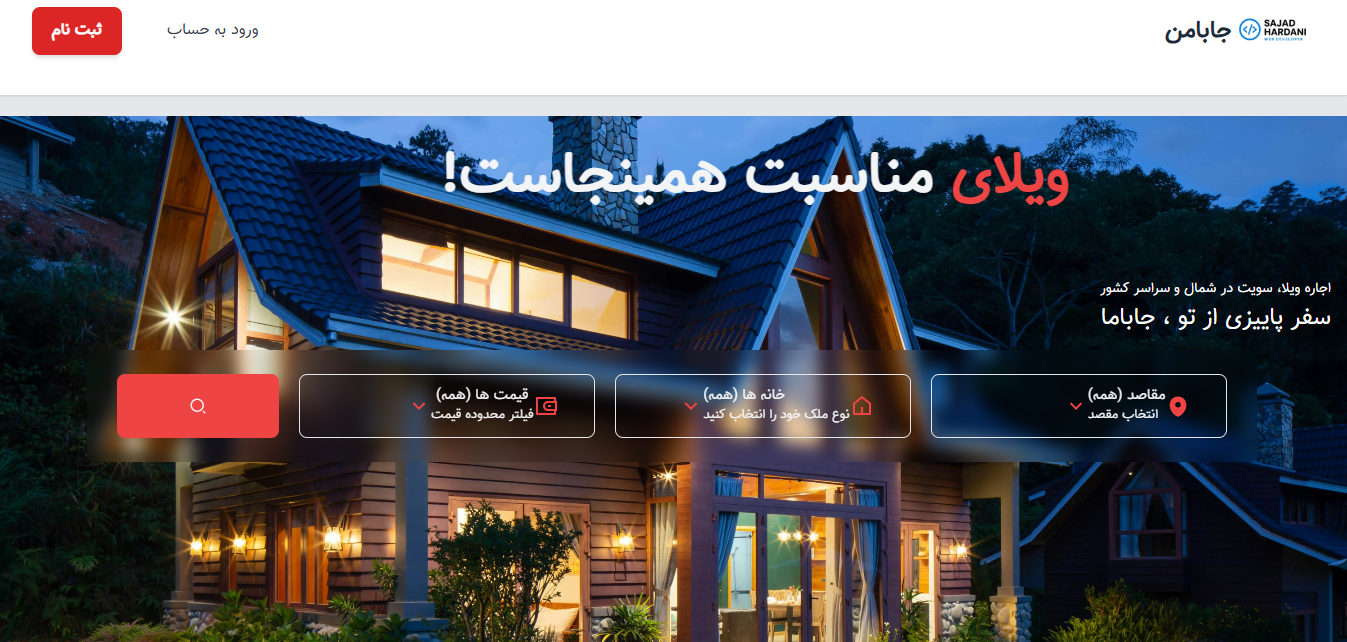 SAJAD
HARDANI
WEB DEVELOPER
جابامن
ورود به حساب
ثبت نام
ویلای مناسبت همینجاست!
اجاره ویلا، سویت در شمال و سراسر کشور
سفر پاییزی از تو ، جاباما
مقاصد (همه)
انتخاب مقصد
خانه ها (همه)
نوع ملک خود را انتخاب کنید
قیمت ها (همه)
فیلتر محدوده قیمت